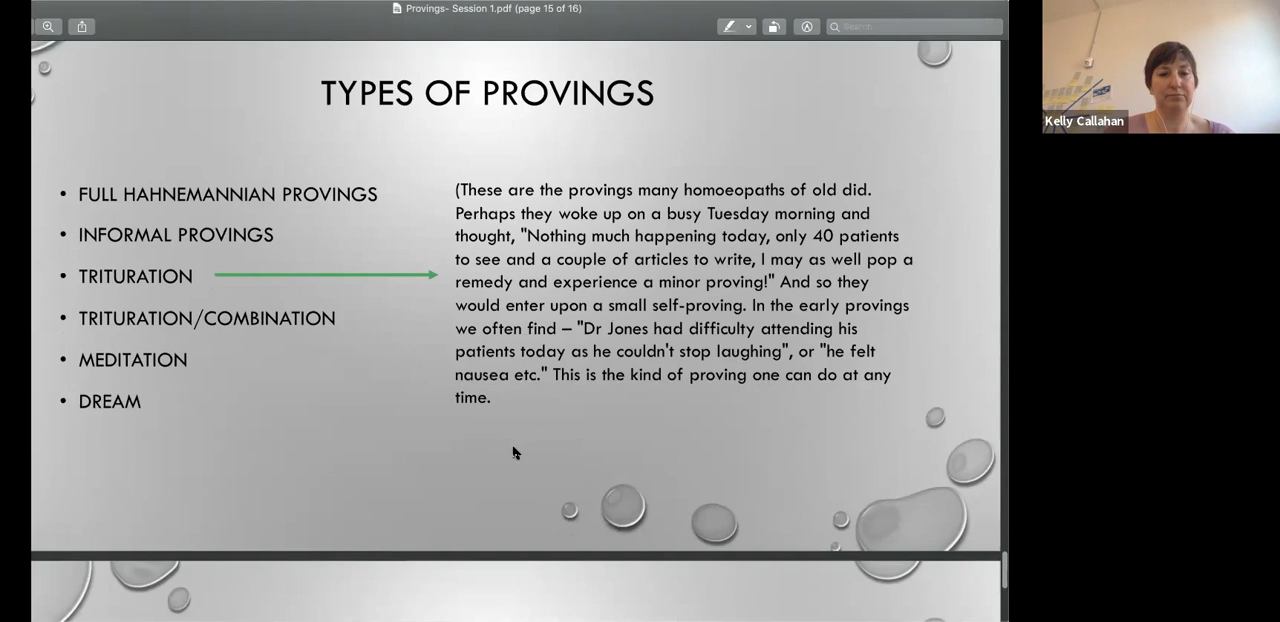 Provings- Session 1.pdf (page 15 of 16)
Search
TYPES OF PROVINGS
• FULL HAHNEMANNIAN PROVINGS
• INFORMAL PROVINGS
• TRITURATION
• TRITURATION/COMBINATION
• MEDITATION
• DREAM
(These are the provings many homoeopaths of old did.
Perhaps they woke up on a busy Tuesday morning and
thought, "Nothing much happening today, only 40 patients
to see and a couple of articles to write, I may as well pop a
remedy and experience a minor proving!" And so they
would enter upon a small self-proving. In the early provings
we often find – "Dr Jones had difficulty attending his
patients today as he couldn't stop laughing", or "he felt
nausea etc." This is the kind of proving one can do at any
time.
Kelly Callahan